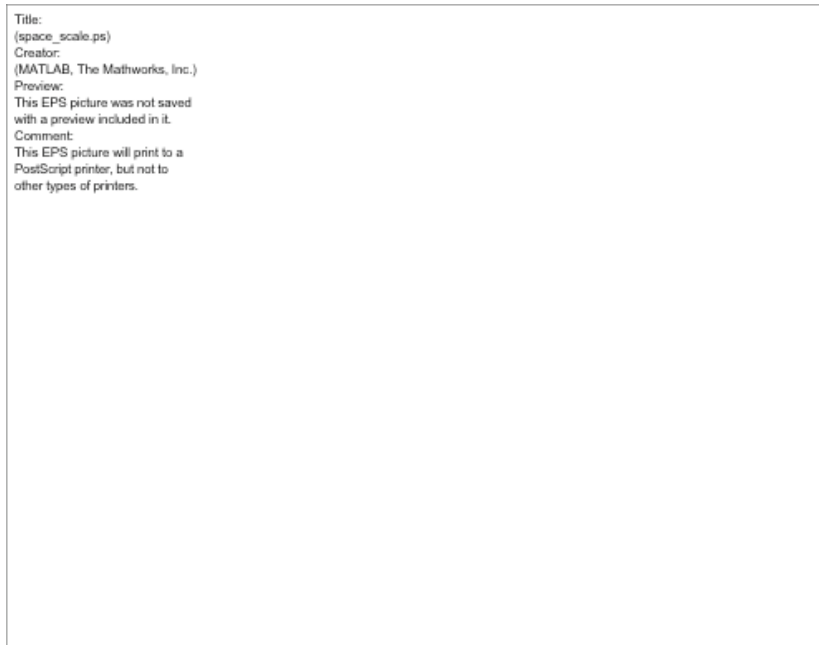 Title:
(space_scale.ps)
Creator:
(MATLAB, The Mathworks, Inc.)
Preview:
This EPS picture was not saved
with a preview included in it.
Comment:
This EPS picture will print to a
PostScript printer, but not to
other types of printers.